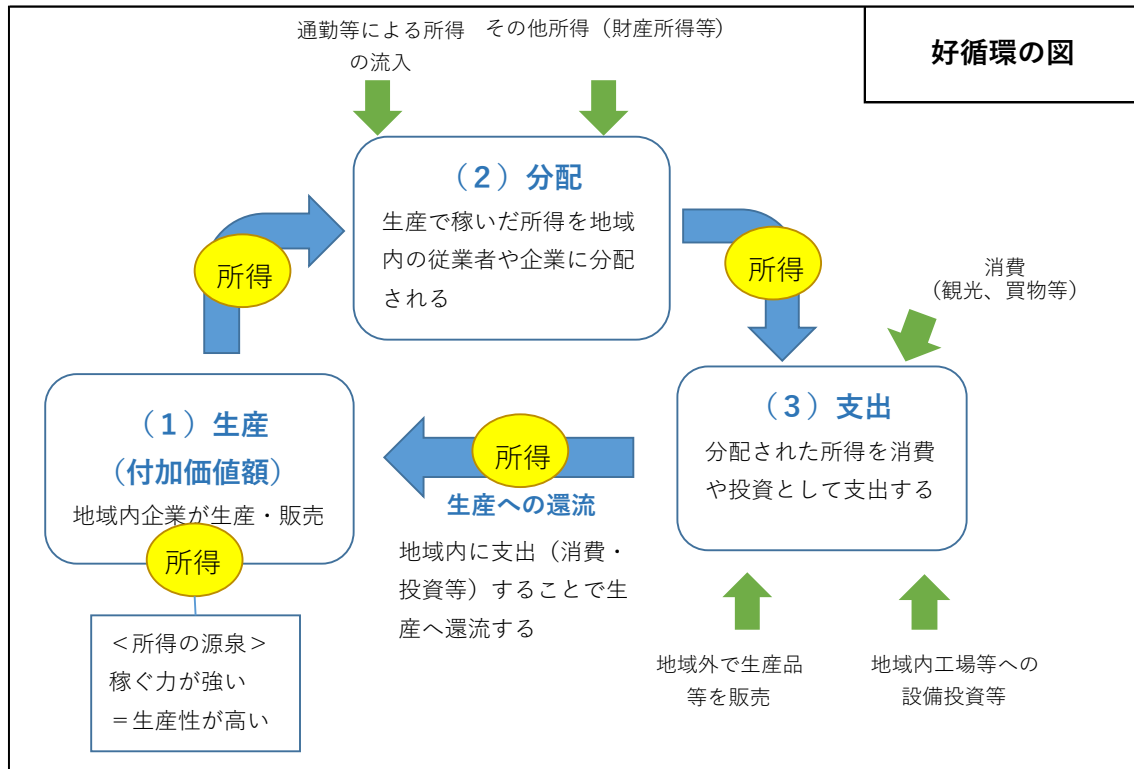 好循環の図
通勤等による所得
の流入
その他所得（財産所得等）
（２）分配
生産で稼いだ所得を地域
内の従業者や企業に分配
される
所得
所得
消費
（観光、買物等）
（１）生産
（付加価値額）
地域内企業が生産・販売
所得
＜所得の源泉＞
稼ぐ力が強い
＝生産性が高い
所得
生産への還流
地域内に支出（消費・
投資等）することで生
産へ還流する
（３）支出
分配された所得を消費
や投資として支出する
地域外で生産品
等を販売
地域内工場等への
設備投資等